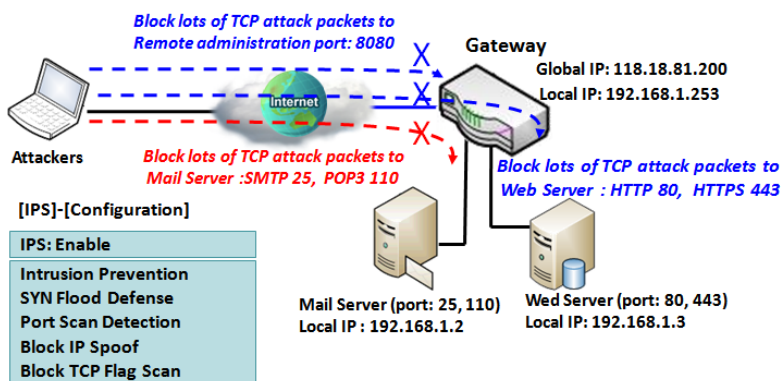 Block lots of TCP attack packets to
Remote administration port: 8080
Gateway
Global IP: 118.18.81.200
Local IP: 192.168.1.253
Internet
Attackers
Block lots of TCP attack packets to
Mail Server :SMTP 25, POP3 110
Block lots of TCP attack packets to
Web Server : HTTP 80, HTTPS 443
[IPS]-[Configuration]
IPS: Enable
Intrusion Prevention
SYN Flood Defense
Port Scan Detection
Block IP Spoof
Block TCP Flag Scan
Mail Server (port: 25, 110)
Local IP : 192.168.1.2
Wed Server (port: 80, 443)
Local IP: 192.168.1.3